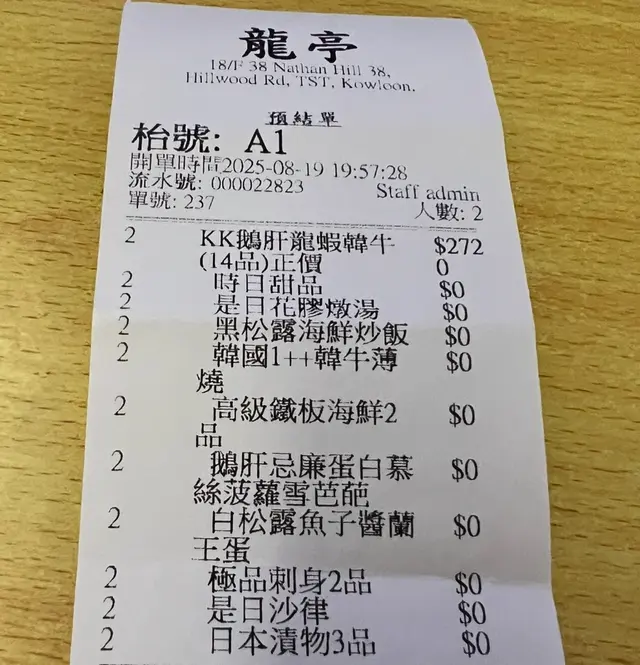 龍亭
18/F 38 Nathan Hill 38,
Hillwood Rd, TST, Kowloon.
預結單
枱號: A1
開單時間2025-08-19 19:57:28
流水號: 000022823 Staff admin
單號: 237 人數: 2
2 KK鵝肝龍蝦韓牛 $272
(14品)正價 0
2 時日甜品 $0
2 是日花膠燉湯 $0
2 黑松露海鮮炒飯 $0
2 韓國1++韓牛薄 $0
燒
2 高級鐵板海鮮2 $0
品
2 鵝肝忌廉蛋白慕 $0
絲菠蘿雪芭葩
2 白松露魚子醬蘭 $0
王蛋
2 極品刺身2品 $0
2 是日沙律 $0
2 日本漬物3品 $0